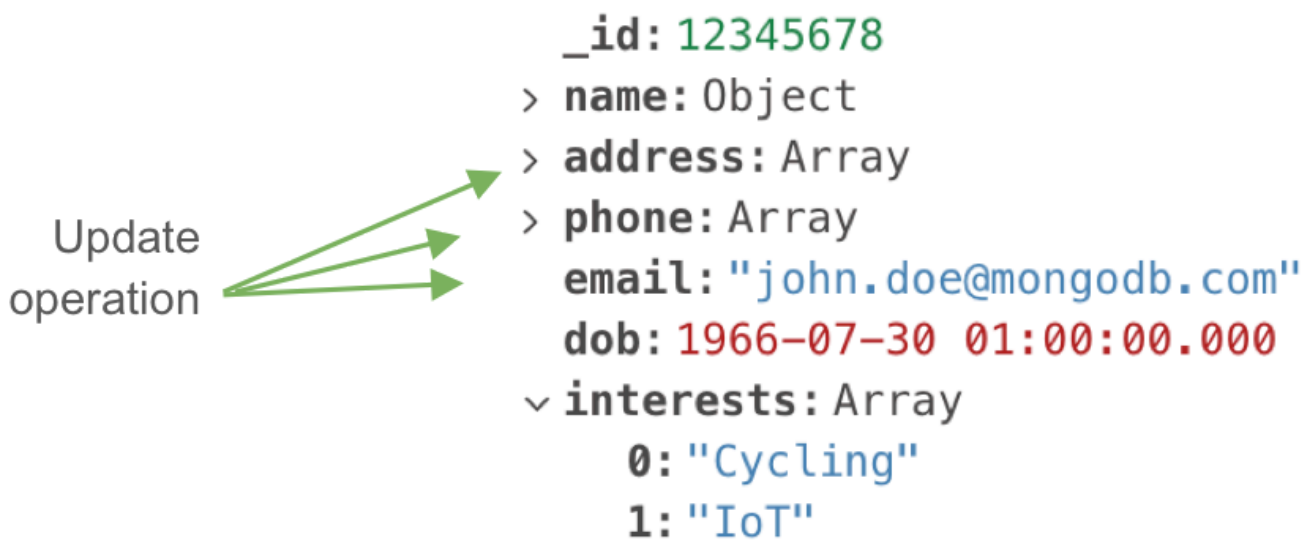 _id: 12345678
> name: Object
> address: Array
> phone: Array
Update
operation
email: "john.doe@mongodb.com"
dob: 1966-07-30 01:00:00.000
interests: Array
0: "Cycling"
1: "IoT"